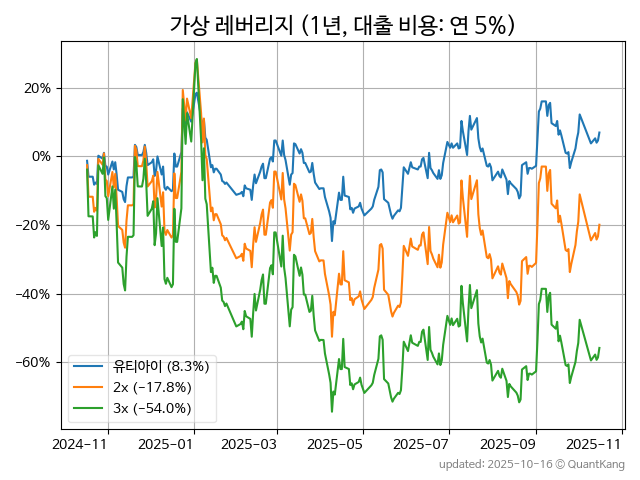 가상 레버리지 (1년, 대출 비용: 연 5%)
20%
0%
−20%
−40%
−60%
유티아이 (8.3%)
2x (−17.8%)
3x (−54.0%)
2024-11 2025-01 2025-03 2025-05 2025-07 2025-09 2025-11
updated: 2025-10-16 © QuantKang